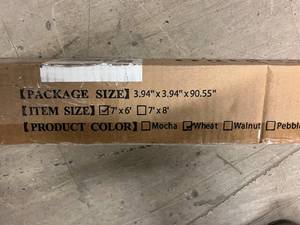 【PACKAGE SIZE】 3.94"x3.94"x90.55"
【ITEM SIZE】 ☑7'x6' ☐7'x8'
【PRODUCT COLOR】 ☐Mocha ☑Wheat ☐Walnut ☐Pebbl